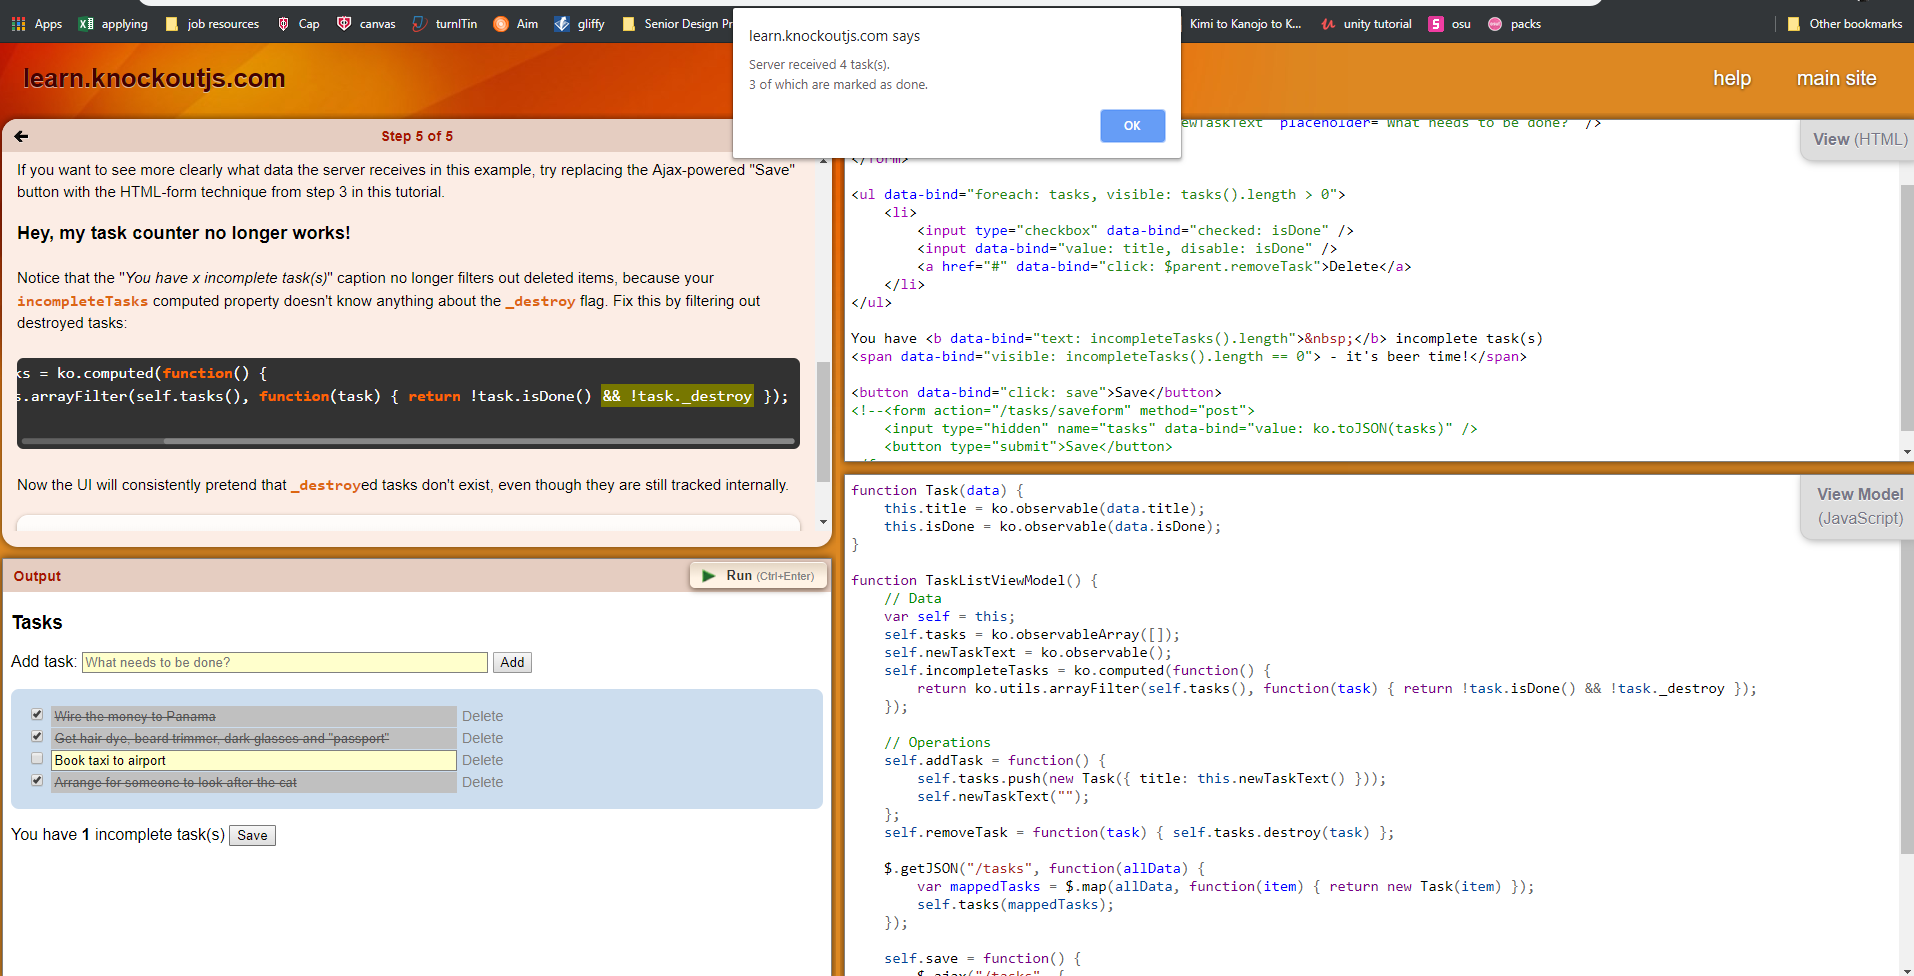 Apps applying job resources Cap canvas turnITin Aim gliffy Senior Design Pr Kimi to Kanojo to K... unity tutorial osu packs Other bookmarks
learn.knockoutjs.com says
Server received 4 task(s).
3 of which are marked as done.
OK
learn.knockoutjs.com
help main site
Step 5 of 5
If you want to see more clearly what data the server receives in this example, try replacing the Ajax-powered "Save"
button with the HTML-form technique from step 3 in this tutorial.
Hey, my task counter no longer works!
Notice that the "You have x incomplete task(s)" caption no longer filters out deleted items, because your
incompleteTasks computed property doesn't know anything about the _destroy flag. Fix this by filtering out
destroyed tasks:
ks = ko.computed(function() {
s.arrayFilter(self.tasks(), function(task) { return !task.isDone() && !task._destroy });
Now the UI will consistently pretend that _destroyed tasks don't exist, even though they are still tracked internally.
Output
Run (Ctrl+Enter)
Tasks
Add task: What needs to be done? Add
Wire the money to Panama Delete
Get hair dye, beard trimmer, dark glasses and "passport" Delete
Book taxi to airport Delete
Arrange for someone to look after the cat Delete
You have 1 incomplete task(s) Save
View (HTML)
ewTaskText" placeholder="What needs to be done?" />
</form>
<ul data-bind="foreach: tasks, visible: tasks().length > 0">
<li>
<input type="checkbox" data-bind="checked: isDone" />
<input data-bind="value: title, disable: isDone" />
<a href="#" data-bind="click: $parent.removeTask">Delete</a>
</li>
</ul>
You have <b data-bind="text: incompleteTasks().length">&nbsp;</b> incomplete task(s)
<span data-bind="visible: incompleteTasks().length == 0"> - it's beer time!</span>
<button data-bind="click: save">Save</button>
<!--<form action="/tasks/saveform" method="post">
<input type="hidden" name="tasks" data-bind="value: ko.toJSON(tasks)" />
<button type="submit">Save</button>
View Model
(JavaScript)
function Task(data) {
this.title = ko.observable(data.title);
this.isDone = ko.observable(data.isDone);
}
function TaskListViewModel() {
// Data
var self = this;
self.tasks = ko.observableArray([]);
self.newTaskText = ko.observable();
self.incompleteTasks = ko.computed(function() {
return ko.utils.arrayFilter(self.tasks(), function(task) { return !task.isDone() && !task._destroy });
});
// Operations
self.addTask = function() {
self.tasks.push(new Task({ title: this.newTaskText() }));
self.newTaskText("");
};
self.removeTask = function(task) { self.tasks.destroy(task) };
$.getJSON("/tasks", function(allData) {
var mappedTasks = $.map(allData, function(item) { return new Task(item) });
self.tasks(mappedTasks);
});
self.save = function() {
$.ajax("/tasks", {